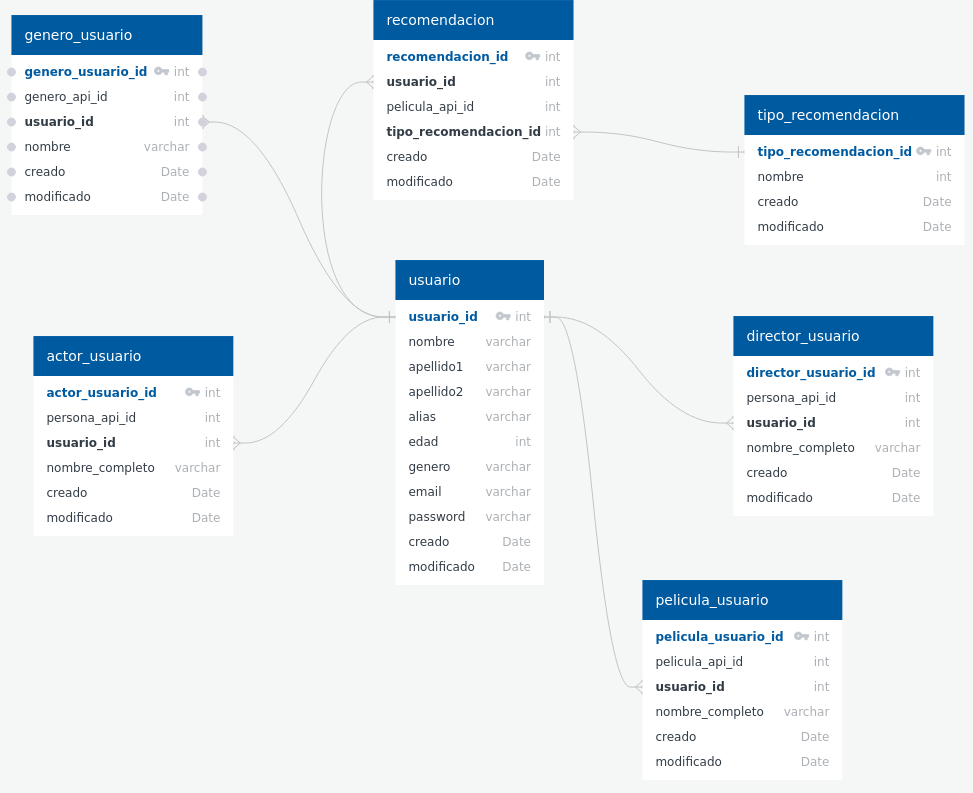 genero_usuario
genero_usuario_id int
genero_api_id int
usuario_id int
nombre varchar
creado Date
modificado Date
recomendacion
recomendacion_id int
usuario_id int
pelicula_api_id int
tipo_recomendacion_id int
creado Date
modificado Date
tipo_recomendacion
tipo_recomendacion_id int
nombre int
creado Date
modificado Date
usuario
usuario_id int
nombre varchar
apellido1 varchar
apellido2 varchar
alias varchar
edad int
genero varchar
email varchar
password varchar
creado Date
modificado Date
actor_usuario
actor_usuario_id int
persona_api_id int
usuario_id int
nombre_completo varchar
creado Date
modificado Date
director_usuario
director_usuario_id int
persona_api_id int
usuario_id int
nombre_completo varchar
creado Date
modificado Date
pelicula_usuario
pelicula_usuario_id int
pelicula_api_id int
usuario_id int
nombre_completo varchar
creado Date
modificado Date